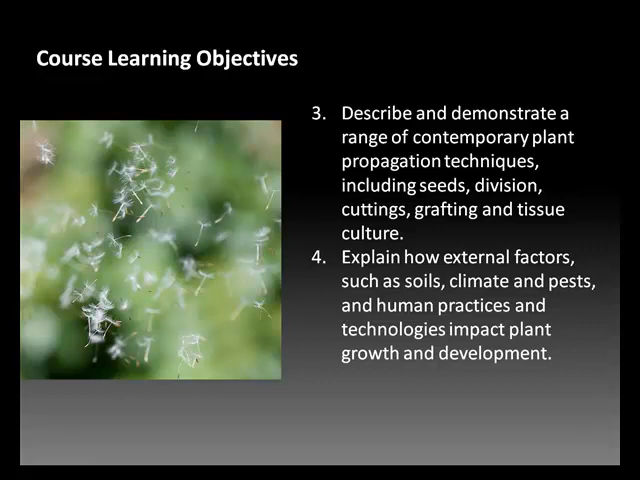 Course Learning Objectives
3. Describe and demonstrate a
range of contemporary plant
propagation techniques,
including seeds, division,
cuttings, grafting and tissue
culture.
4. Explain how external factors,
such as soils, climate and pests,
and human practices and
technologies impact plant
growth and development.